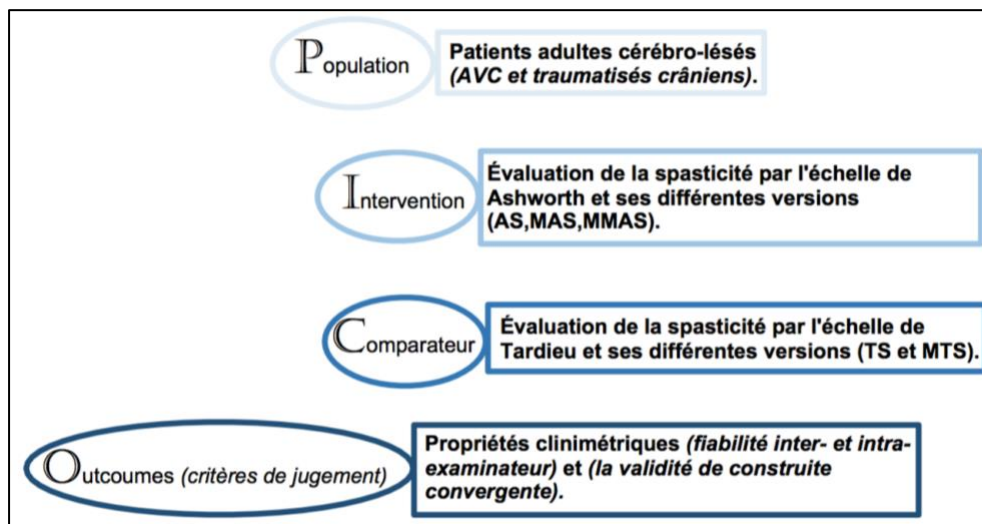 Population
Patients adultes cérébro-lésés
(AVC et traumatisés crâniens).
Intervention
Évaluation de la spasticité par l'échelle de
Ashworth et ses différentes versions
(AS,MAS,MMAS).
Comparateur
Évaluation de la spasticité par l'échelle de
Tardieu et ses différentes versions (TS et MTS).
Outcoumes (critères de jugement)
Propriétés clinimétriques (fiabilité inter- et intra-
examinateur) et (la validité de construite
convergente).